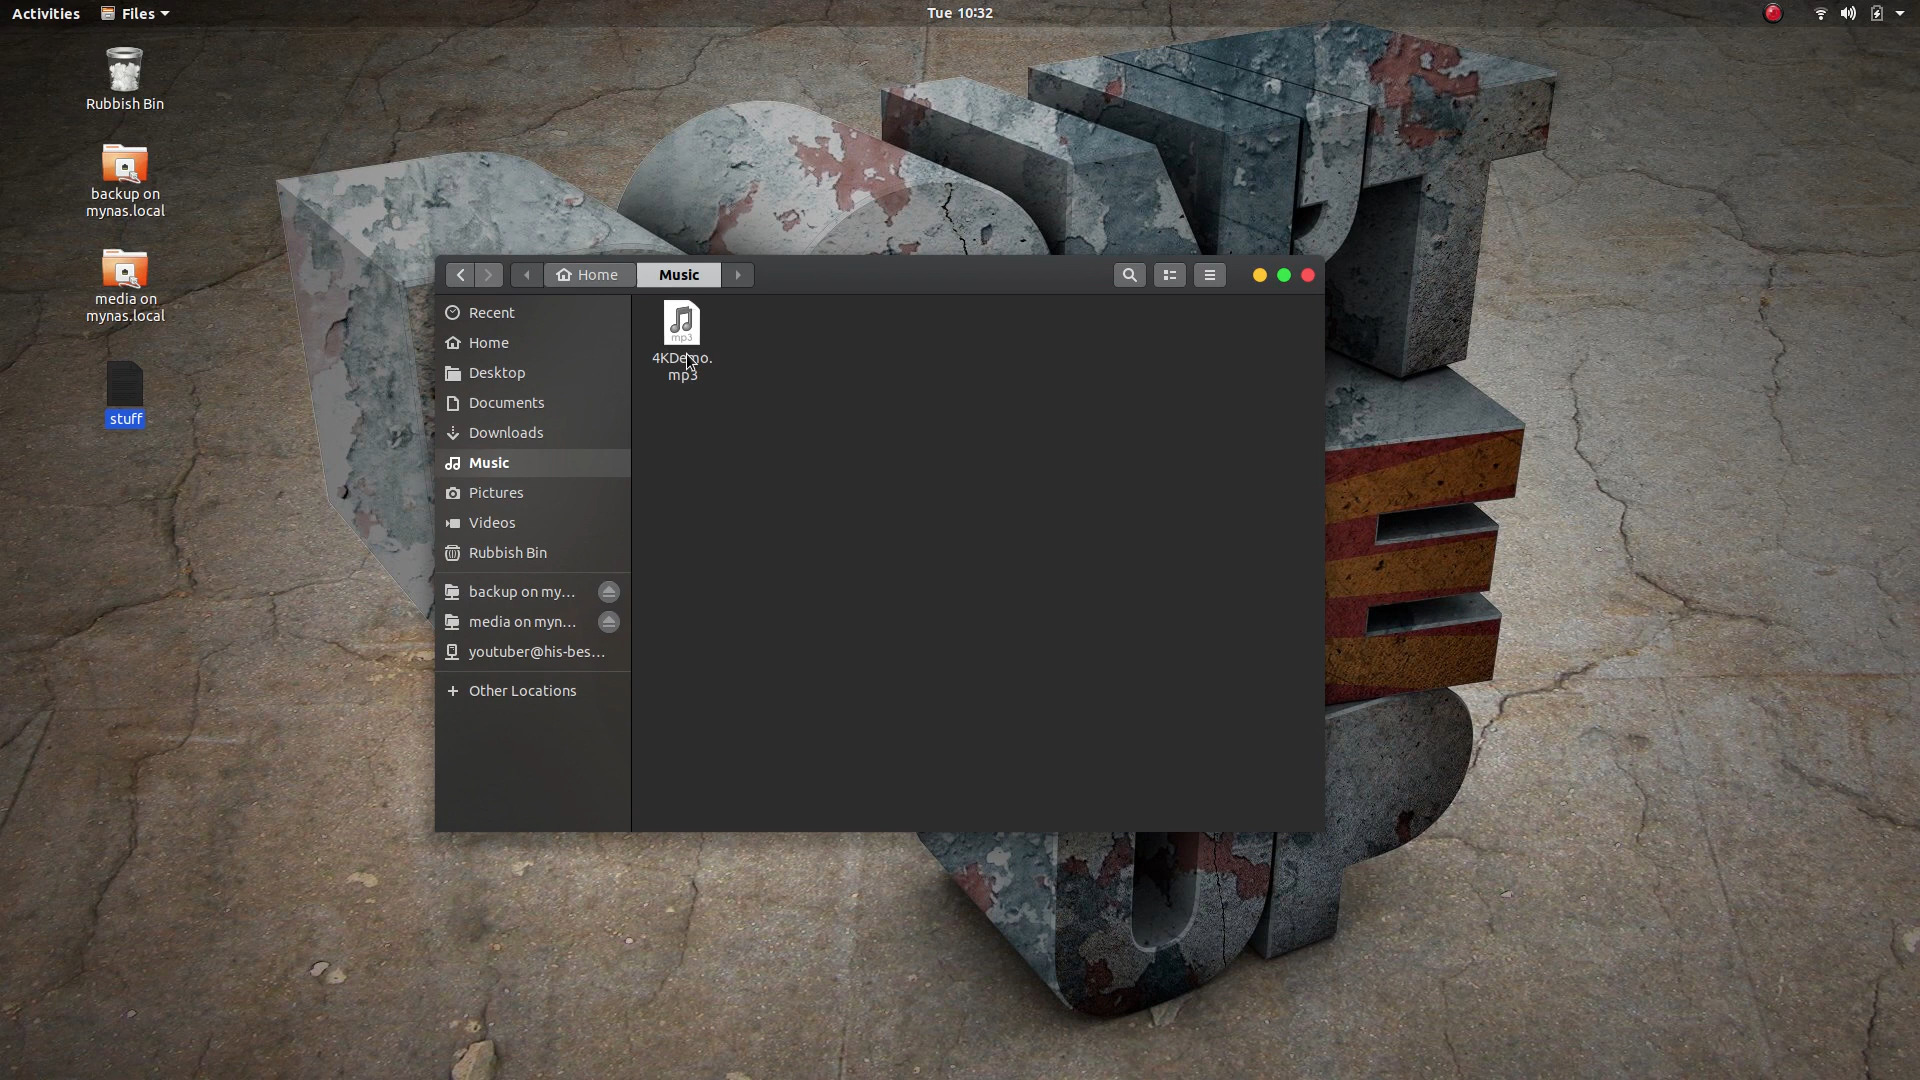 Activities
Files
Tue 10:32
Rubbish Bin
backup on
mynas.local
media on
mynas.local
stuff
Home
Music
Recent
Home
Desktop
Documents
Downloads
Music
Pictures
Videos
Rubbish Bin
backup on my...
media on myn...
youtuber@his-bes...
Other Locations
mp3
4KDemo.
mp3